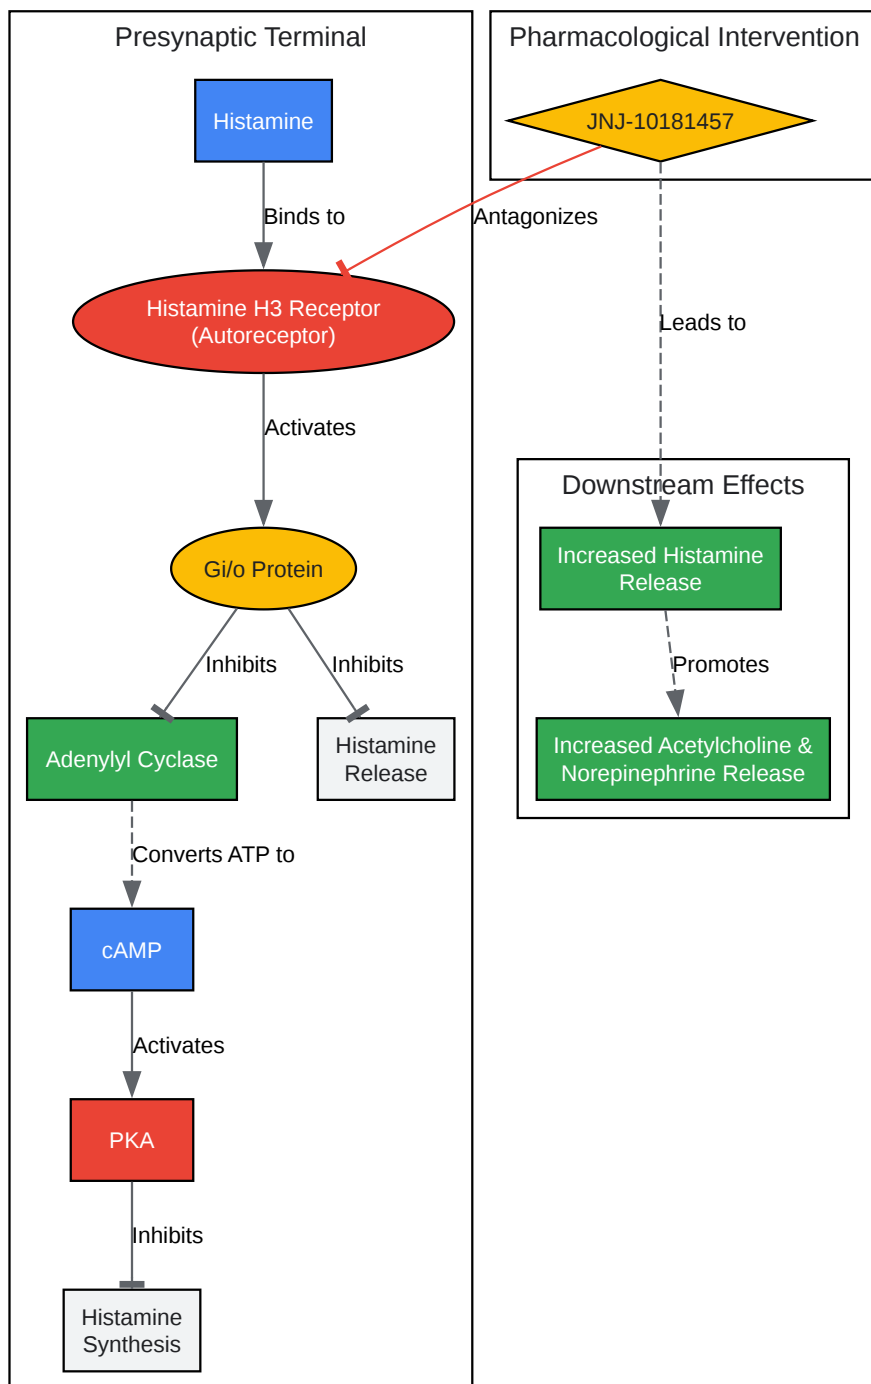 Presynaptic Terminal
Pharmacological Intervention
Histamine
JNJ-10181457
Binds to
Antagonizes
Histamine H3 Receptor
(Autoreceptor)
Leads to
Activates
Downstream Effects
Gi/o Protein
Increased Histamine
Release
Inhibits
Inhibits
Promotes
Adenylyl Cyclase
Histamine
Release
Increased Acetylcholine &
Norepinephrine Release
Converts ATP to
cAMP
Activates
PKA
Inhibits
Histamine
Synthesis